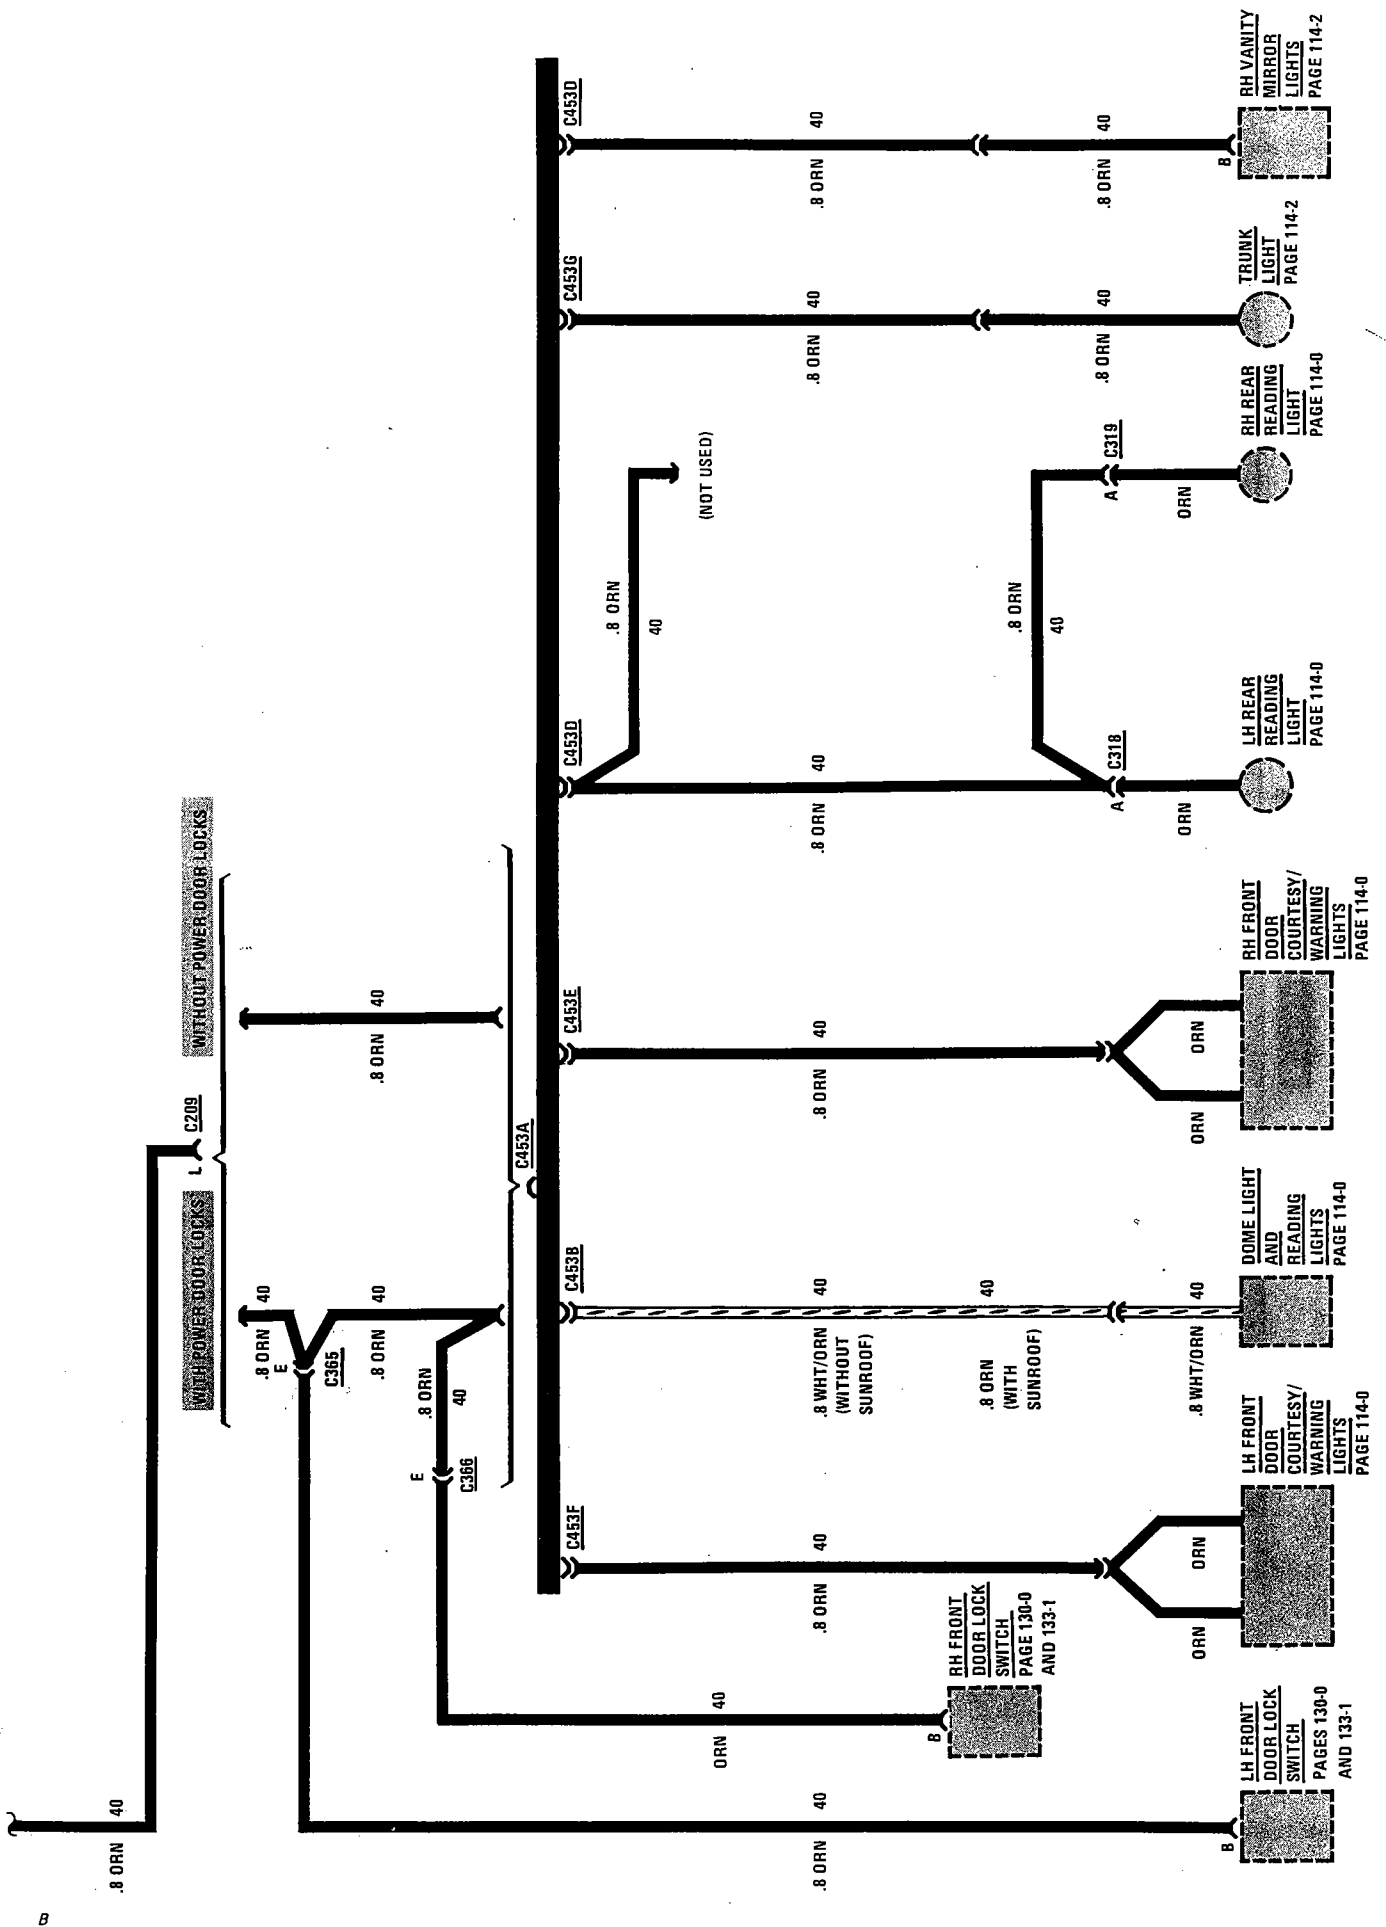 B
.8 ORN
40
L
C209
WITH POWER DOOR LOCKS
WITHOUT POWER DOOR LOCKS
.8 ORN
40
E
C365
.8 ORN
40
.8 ORN
40
.8 ORN
40
E
C366
C453A
C453F
C453B
C453E
C453D
C453G
C453D
.8 ORN
40
(NOT USED)
ORN
40
.8 ORN
40
.8 ORN
40
.8 WHT/ORN
(WITHOUT
SUNROOF)
40
.8 ORN
40
.8 ORN
40
.8 ORN
40
.8 ORN
40
.8 ORN
(WITH
SUNROOF)
40
.8 ORN
40
B
RH FRONT
DOOR LOCK
SWITCH
PAGE 130-0
AND 133-1
A
C318
A
C319
.8 ORN
40
.8 ORN
40
B
ORN
ORN
.8 WHT/ORN
40
ORN
ORN
ORN
ORN
B
LH FRONT
DOOR LOCK
SWITCH
PAGES 130-0
AND 133-1
LH FRONT
DOOR
COURTESY/
WARNING
LIGHTS
PAGE 114-0
DOME LIGHT
AND
READING
LIGHTS
PAGE 114-0
RH FRONT
DOOR
COURTESY/
WARNING
LIGHTS
PAGE 114-0
LH REAR
READING
LIGHT
PAGE 114-0
RH REAR
READING
LIGHT
PAGE 114-0
TRUNK
LIGHT
PAGE 114-2
RH VANITY
MIRROR
LIGHTS
PAGE 114-2